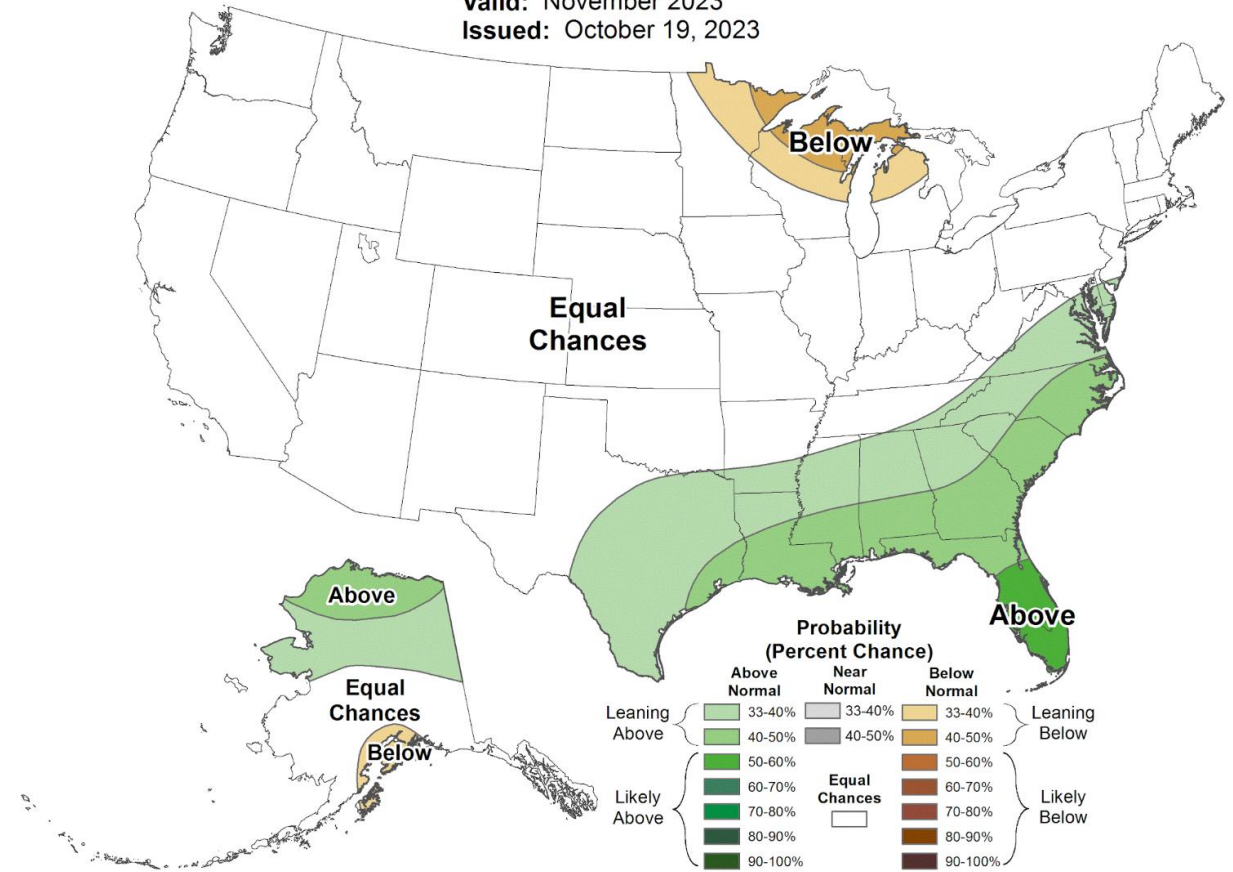 Valid: November 2023
Issued: October 19, 2023
Below
Equal
Chances
Above
Above
Equal
Chances
Below
Probability
(Percent Chance)
Above
Normal
Near
Normal
Below
Normal
Leaning
Above
33-40%
40-50%
33-40%
40-50%
33-40%
40-50%
Leaning
Below
Likely
Above
50-60%
60-70%
70-80%
80-90%
90-100%
Equal
Chances
50-60%
60-70%
70-80%
80-90%
90-100%
Likely
Below